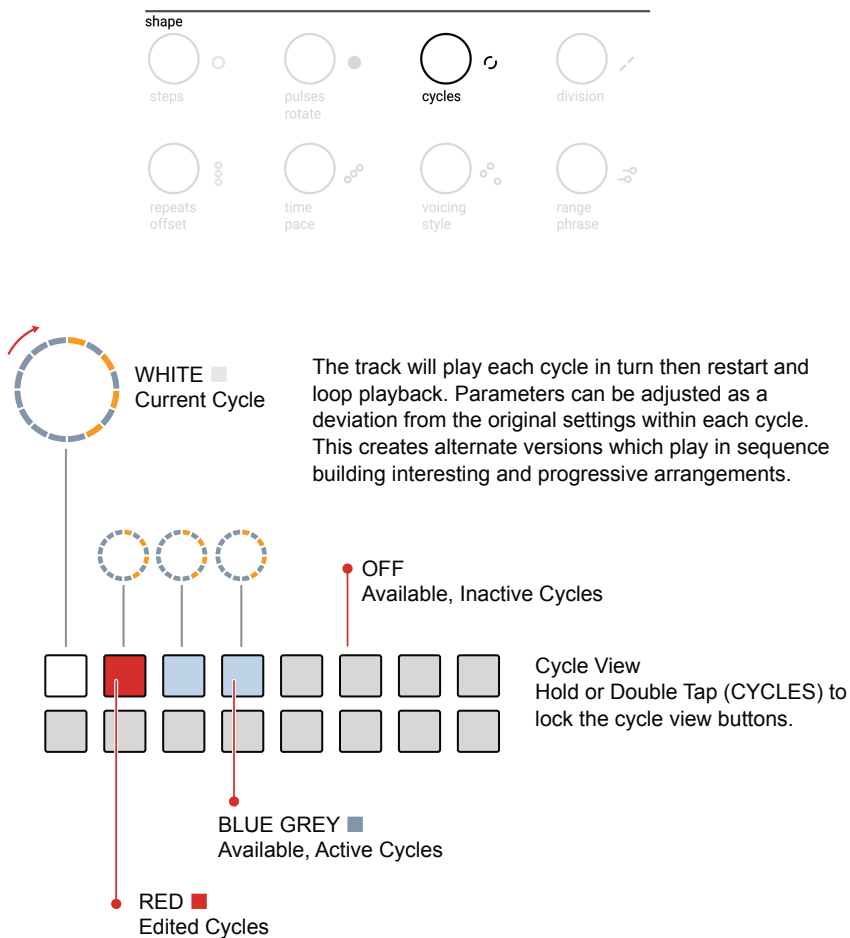 shape
steps
pulses
rotate
cycles
division
repeats
offset
time
pace
voicing
style
range
phrase
WHITE
Current Cycle
The track will play each cycle in turn then restart and
loop playback. Parameters can be adjusted as a
deviation from the original settings within each cycle.
This creates alternate versions which play in sequence
building interesting and progressive arrangements.
OFF
Available, Inactive Cycles
Cycle View
Hold or Double Tap (CYCLES) to
lock the cycle view buttons.
BLUE GREY
Available, Active Cycles
RED
Edited Cycles